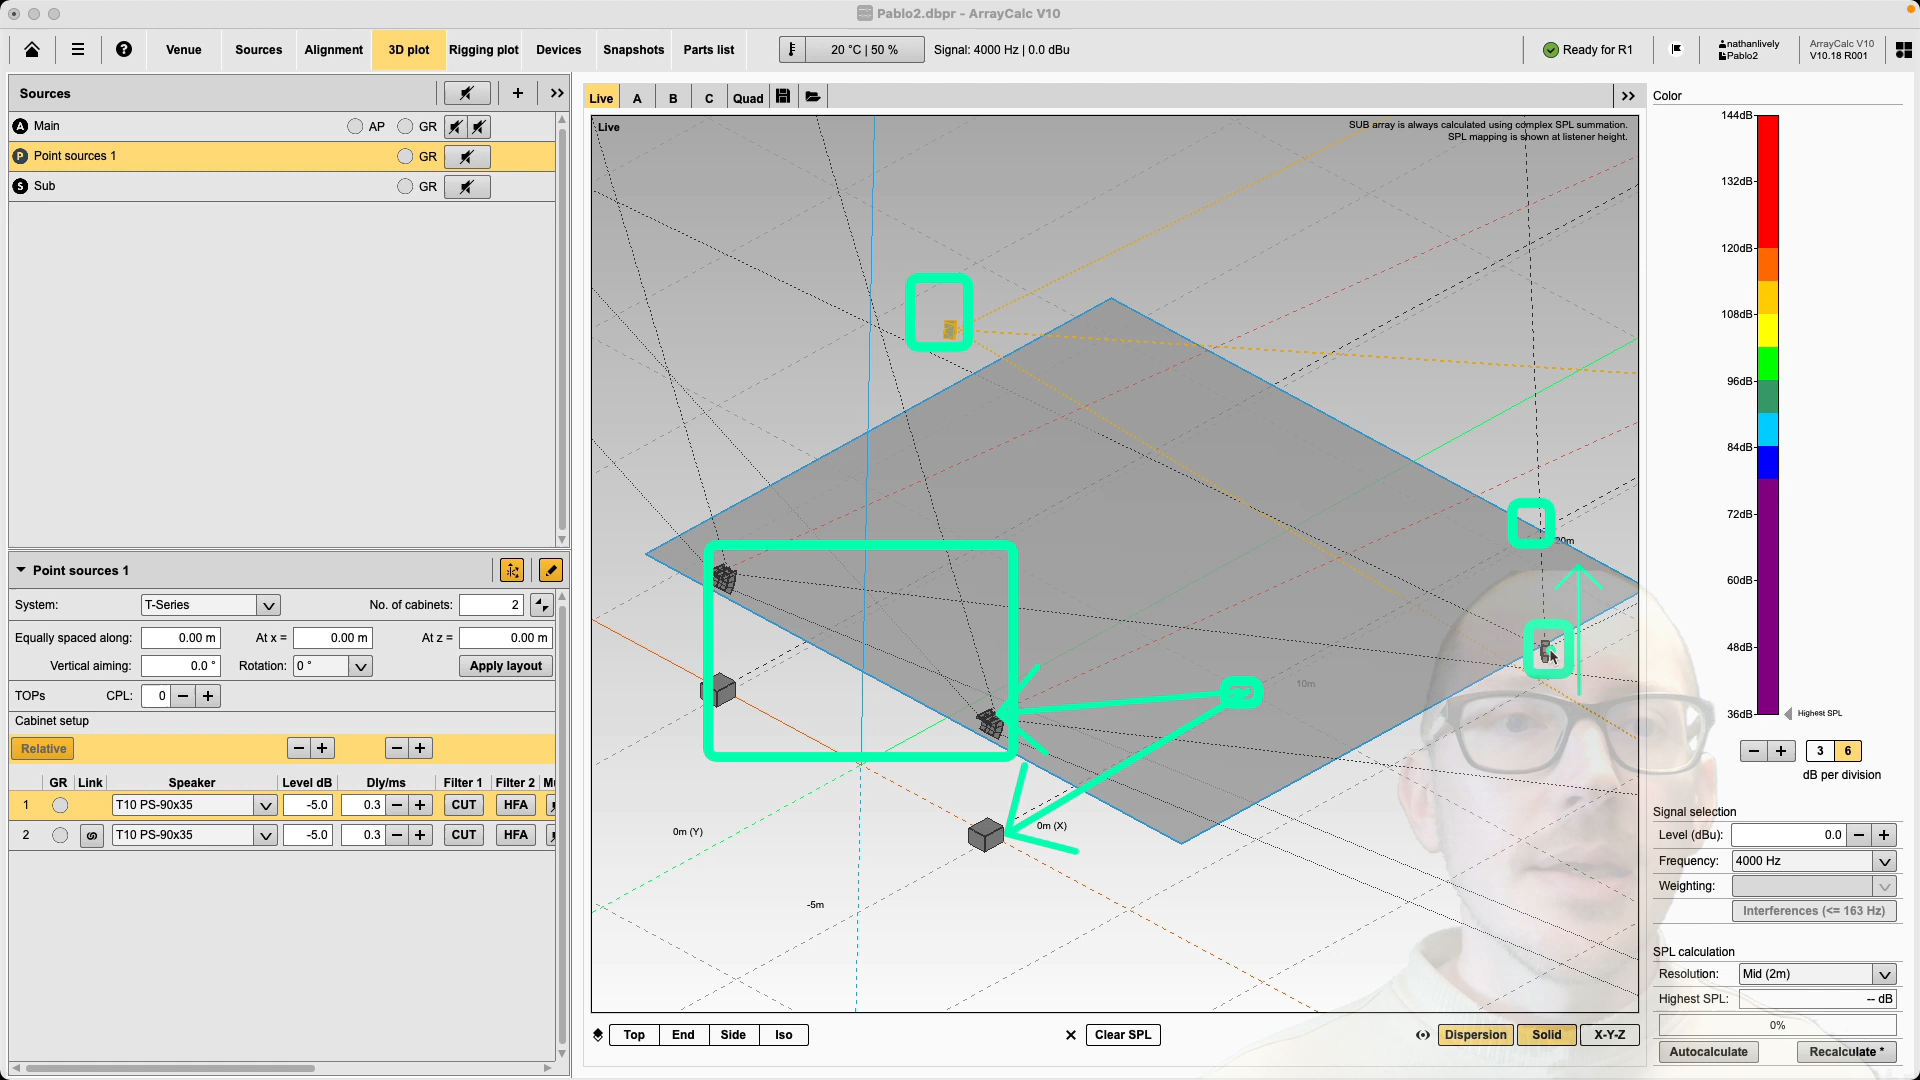 Pablo2.dbpr - ArrayCalc V10
Venue
Sources
Alignment
3D plot
Rigging plot
Devices
Snapshots
Parts list
20 °C | 50 %
Signal: 4000 Hz | 0.0 dBu
Ready for R1
nathanlively
Pablo2
ArrayCalc V10
V10.18 R001
Sources
A Main
AP
GR
P Point sources 1
GR
S Sub
GR
Point sources 1
System:
T-Series
No. of cabinets:
2
Equally spaced along:
0.00 m
At x =
0.00 m
At z =
0.00 m
Vertical aiming:
0.0 °
Rotation:
0 °
Apply layout
TOPs
CPL:
0
Cabinet setup
Relative
GR Link Speaker Level dB Dly/ms Filter 1 Filter 2 Mu
1 T10 PS-90x35 -5.0 0.3 CUT HFA
2 T10 PS-90x35 -5.0 0.3 CUT HFA
Live
A
B
C
Quad
Live
SUB array is always calculated using complex SPL summation.
SPL mapping is shown at listener height.
20m
10m
0m (Y)
0m (X)
-5m
Top
End
Side
Iso
Clear SPL
Dispersion
Solid
X-Y-Z
Color
144dB
132dB
120dB
108dB
96dB
84dB
72dB
60dB
48dB
36dB
Highest SPL
3
6
dB per division
Signal selection
Level (dBu):
0.0
Frequency:
4000 Hz
Weighting:
Interferences (<= 163 Hz)
SPL calculation
Resolution:
Mid (2m)
Highest SPL:
-- dB
0%
Autocalculate
Recalculate *